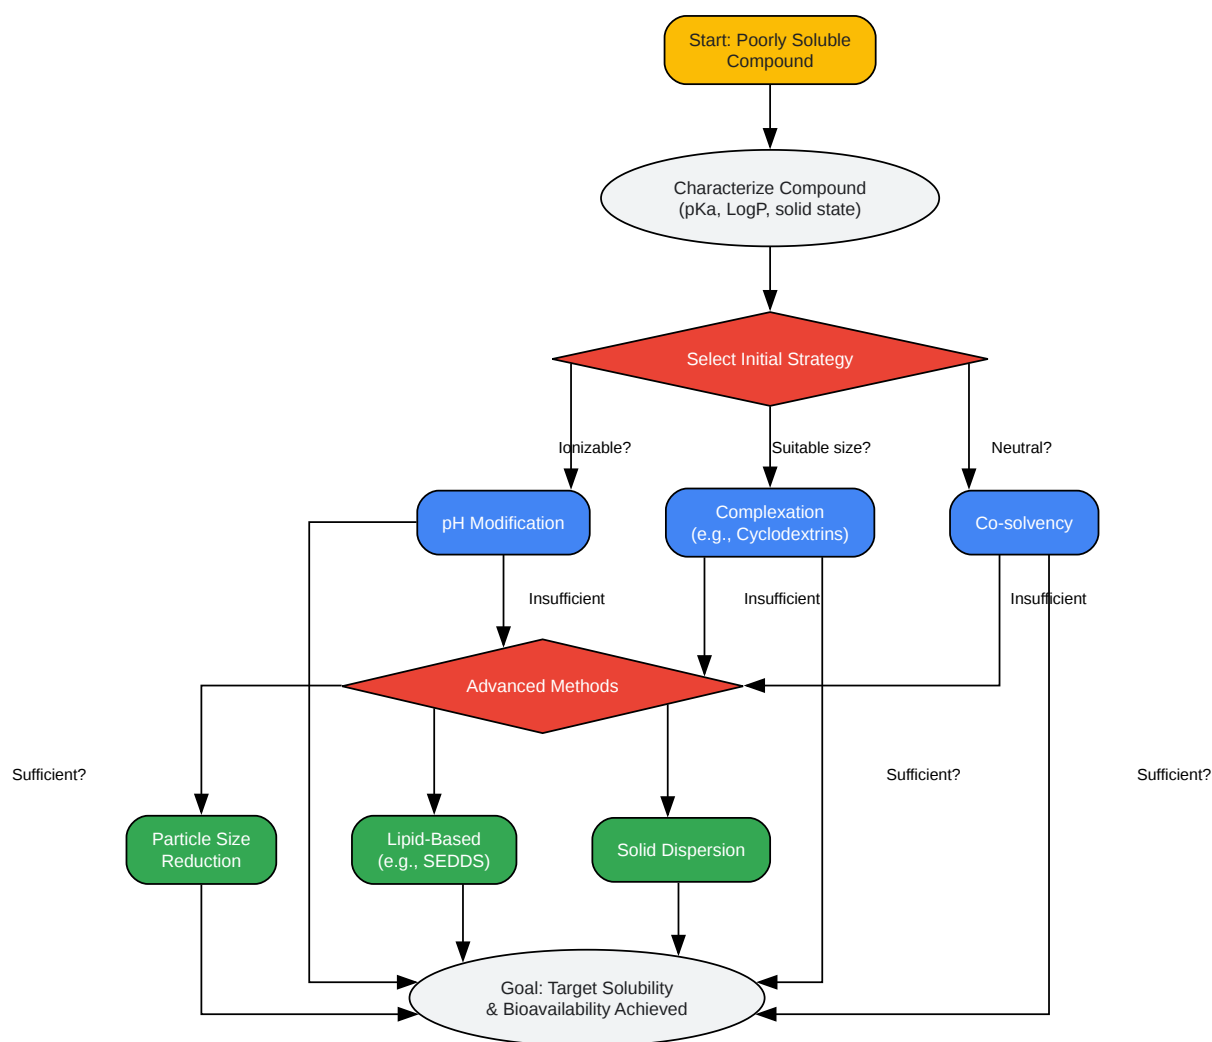 Start: Poorly Soluble
Compound
Characterize Compound
(pKa, LogP, solid state)
Select Initial Strategy
Ionizable?
Suitable size?
Neutral?
pH Modification
Complexation
(e.g., Cyclodextrins)
Co-solvency
Insufficient
Insufficient
Insufficient
Advanced Methods
Sufficient?
Sufficient?
Sufficient?
Particle Size
Reduction
Lipid-Based
(e.g., SEDDS)
Solid Dispersion
Goal: Target Solubility
& Bioavailability Achieved